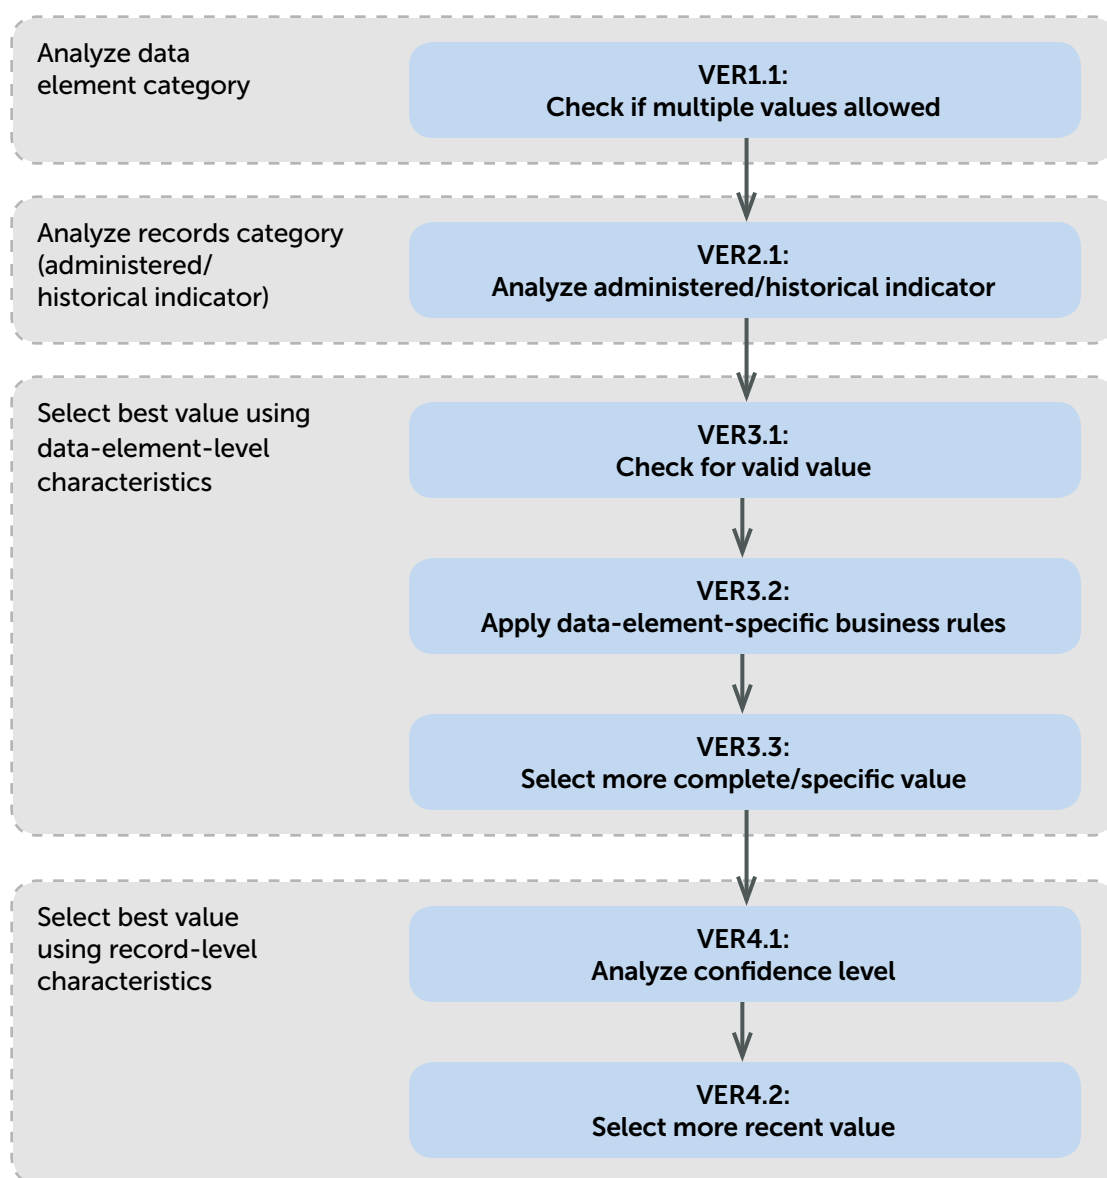 Analyze data
element category
VER1.1:
Check if multiple values allowed
Analyze records category
(administered/
historical indicator)
VER2.1:
Analyze administered/historical indicator
Select best value using
data-element-level
characteristics
VER3.1:
Check for valid value
VER3.2:
Apply data-element-specific business rules
VER3.3:
Select more complete/specific value
Select best value
using record-level
characteristics
VER4.1:
Analyze confidence level
VER4.2:
Select more recent value